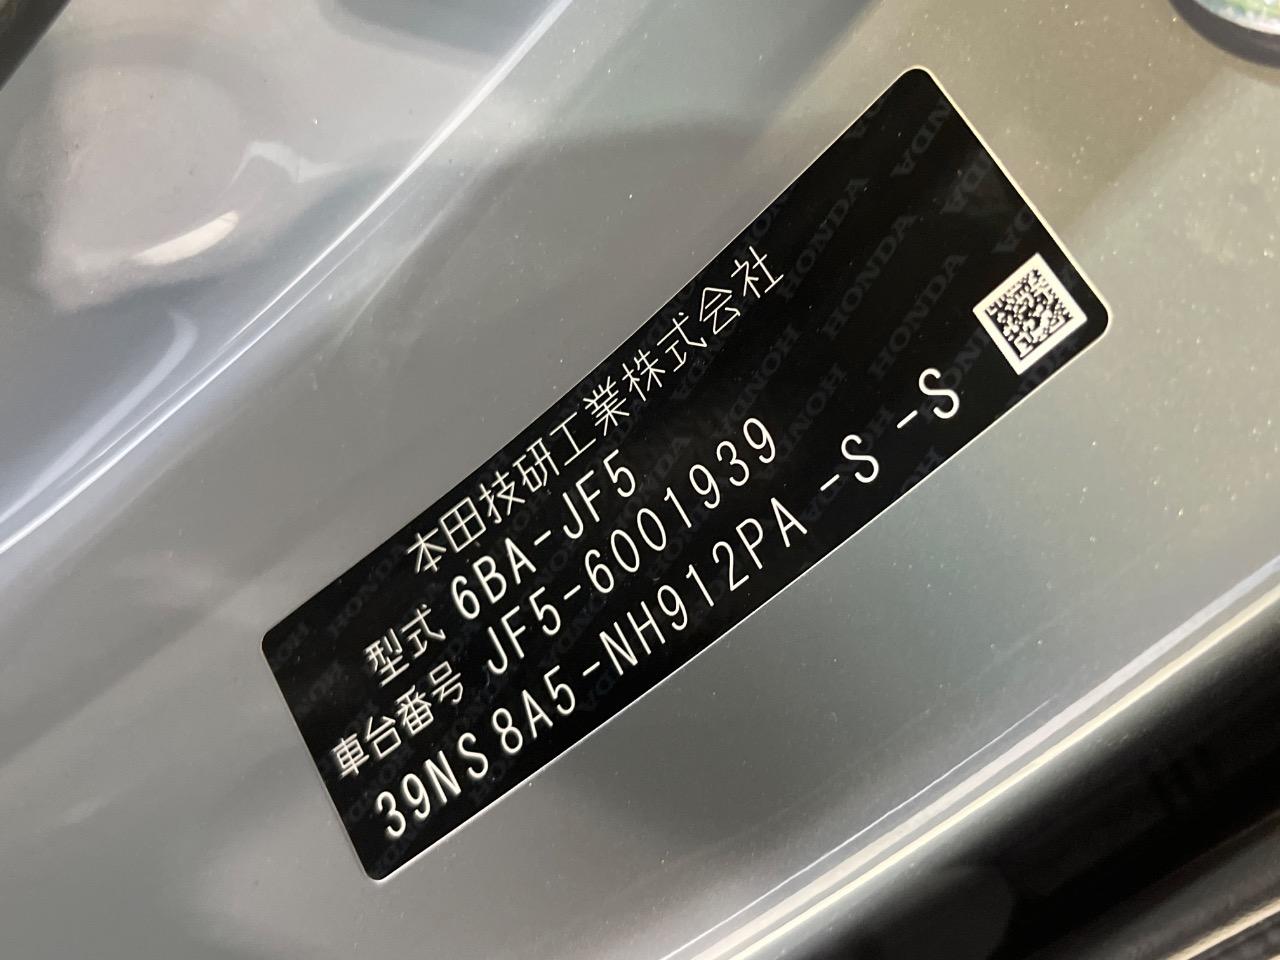 本田技研工業株式会社
型式 6BA-JF5
車台番号 JF5-6001939
39NS 8A5-NH912PA -S -S